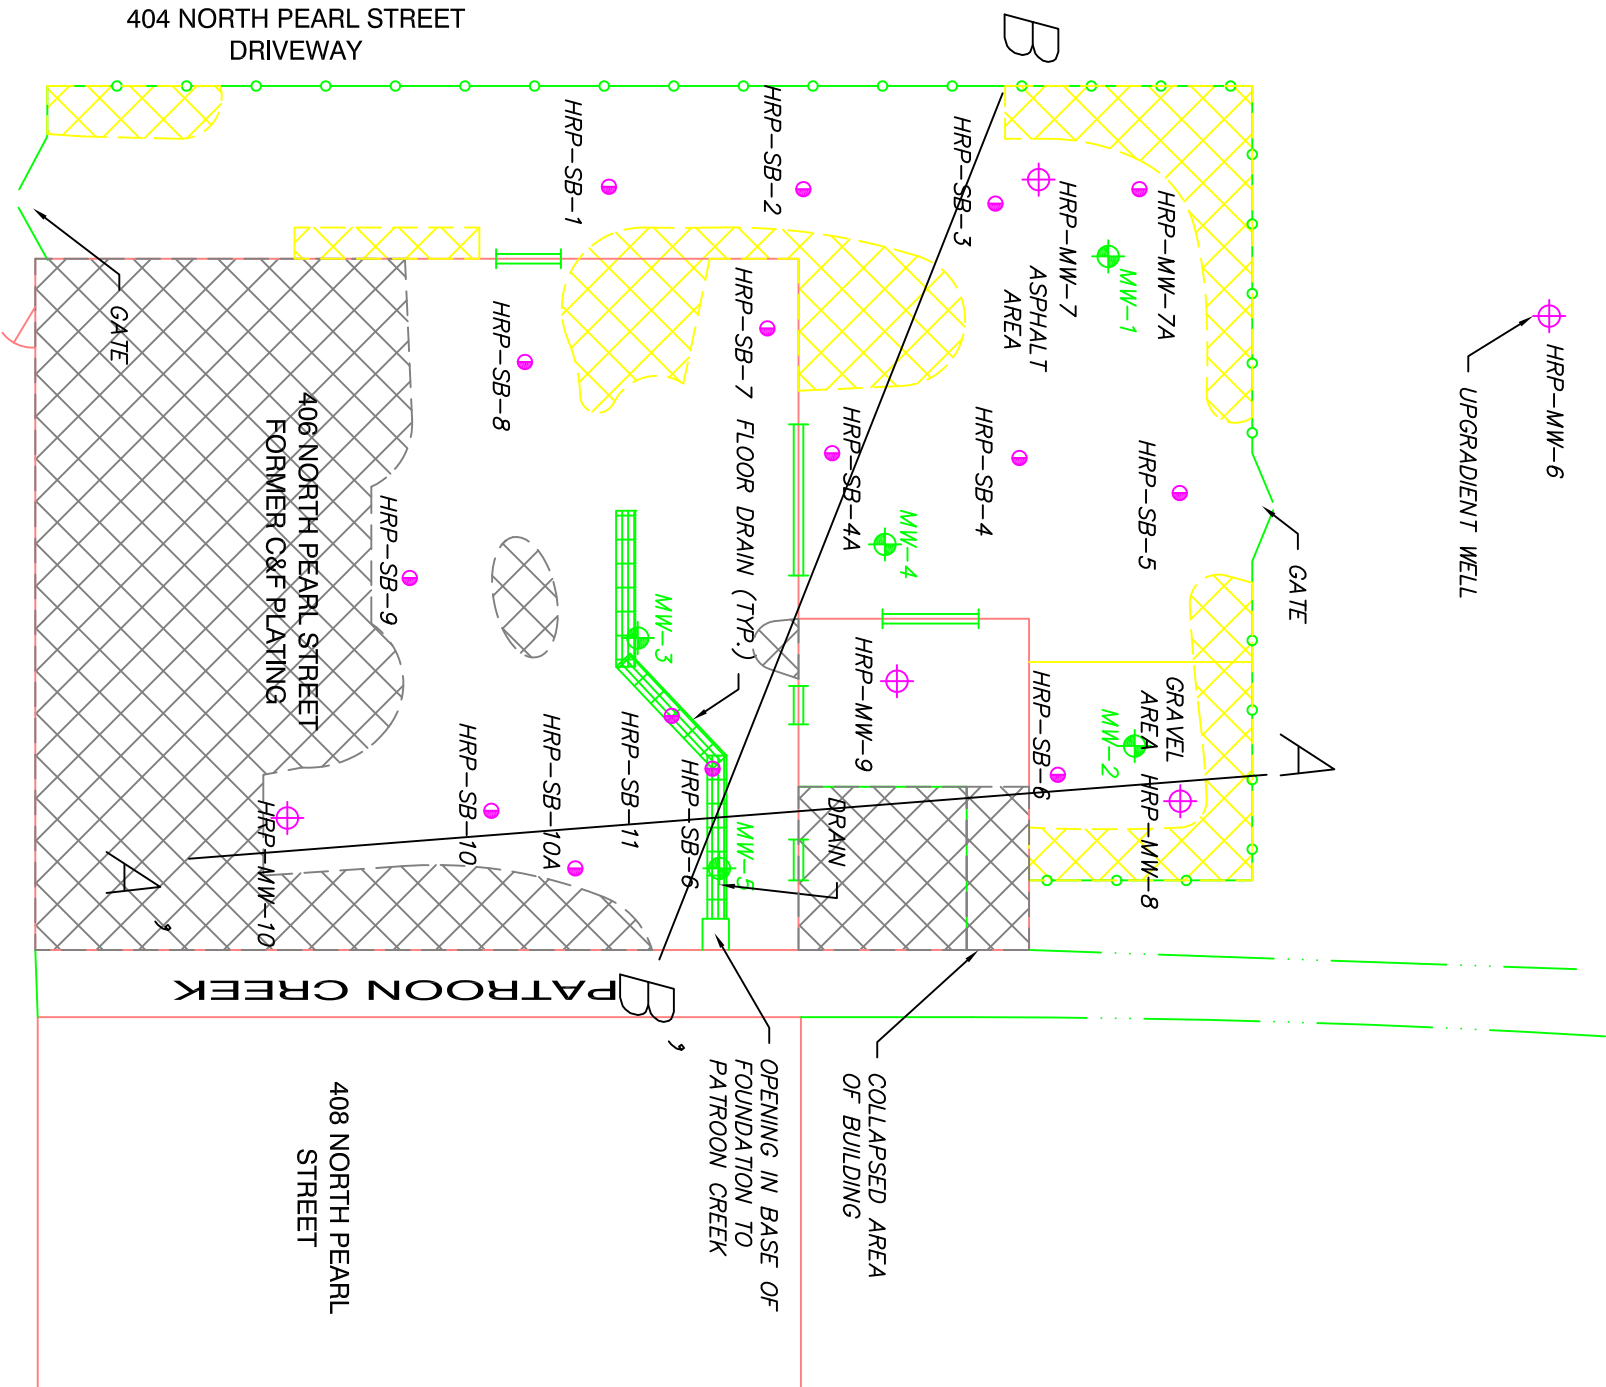 404 NORTH PEARL STREET
DRIVEWAY
B
HRP-SB-1
HRP-SB-2
HRP-SB-3
HRP-MW-7
HRP-MW-7A
MW-1
ASPHALT
AREA
HRP-MW-6
UPGRADIENT WELL
GATE
GATE
HRP-SB-7
HRP-SB-8
FLOOR DRAIN (TYP.)
HRP-SB-4A
HRP-SB-4
HRP-SB-5
MW-4
406 NORTH PEARL STREET
FORMER C&F PLATING
HRP-SB-9
MW-3
HRP-MW-9
HRP-SB-6
GRAVEL
AREA
MW-2
HRP-MW-8
A
HRP-SB-10
HRP-SB-10A
HRP-SB-11
HRP-SB-6
MW-5
DRAIN
HRP-MW-10
A'
PATROON CREEK
B'
OPENING IN BASE OF
FOUNDATION TO
PATROON CREEK
COLLAPSED AREA
OF BUILDING
408 NORTH PEARL
STREET